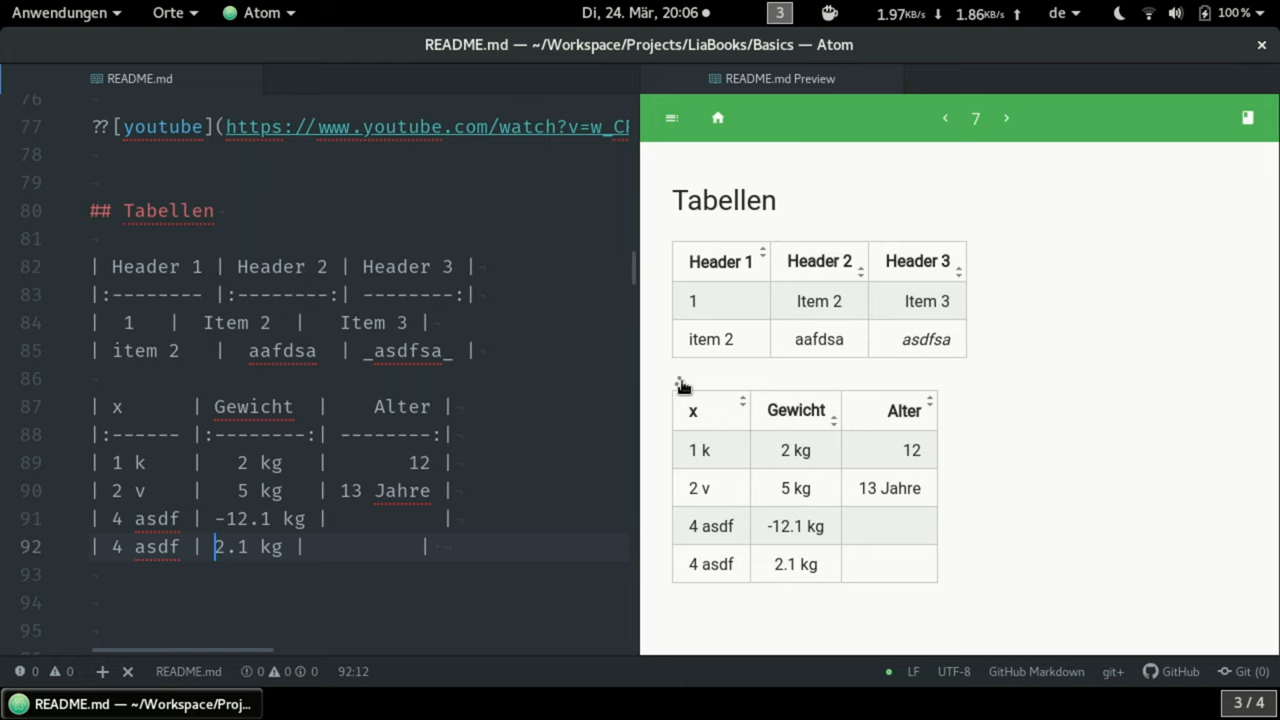 Anwendungen Orte Atom Di, 24. Mär, 20:06 3 1.97KB/s 1.86KB/s de 100%
README.md — ~/Workspace/Projects/LiaBooks/Basics — Atom
README.md README.md Preview
76
77 ??[youtube](https://www.youtube.com/watch?v=w_
78
79
80 ## Tabellen
81
82 | Header 1 | Header 2 | Header 3 |
83 |:-------- |:--------:| --------:|
84 | 1 | Item 2 | Item 3 |
85 | item 2 | aafdsa | _asdfsa_ |
86
87 | x | Gewicht | Alter |
88 |:------ |:--------:| --------:|
89 | 1 k | 2 kg | 12 |
90 | 2 v | 5 kg | 13 Jahre |
91 | 4 asdf | -12.1 kg | |
92 | 4 asdf | 2.1 kg | |
93
94
95
7
Tabellen
Header 1 Header 2 Header 3
1 Item 2 Item 3
item 2 aafdsa asdfsa
x Gewicht Alter
1 k 2 kg 12
2 v 5 kg 13 Jahre
4 asdf -12.1 kg
4 asdf 2.1 kg
0 0 README.md 0 0 0 92:12 LF UTF-8 GitHub Markdown git+ GitHub Git (0)
README.md — ~/Workspace/Proj... 3 / 4